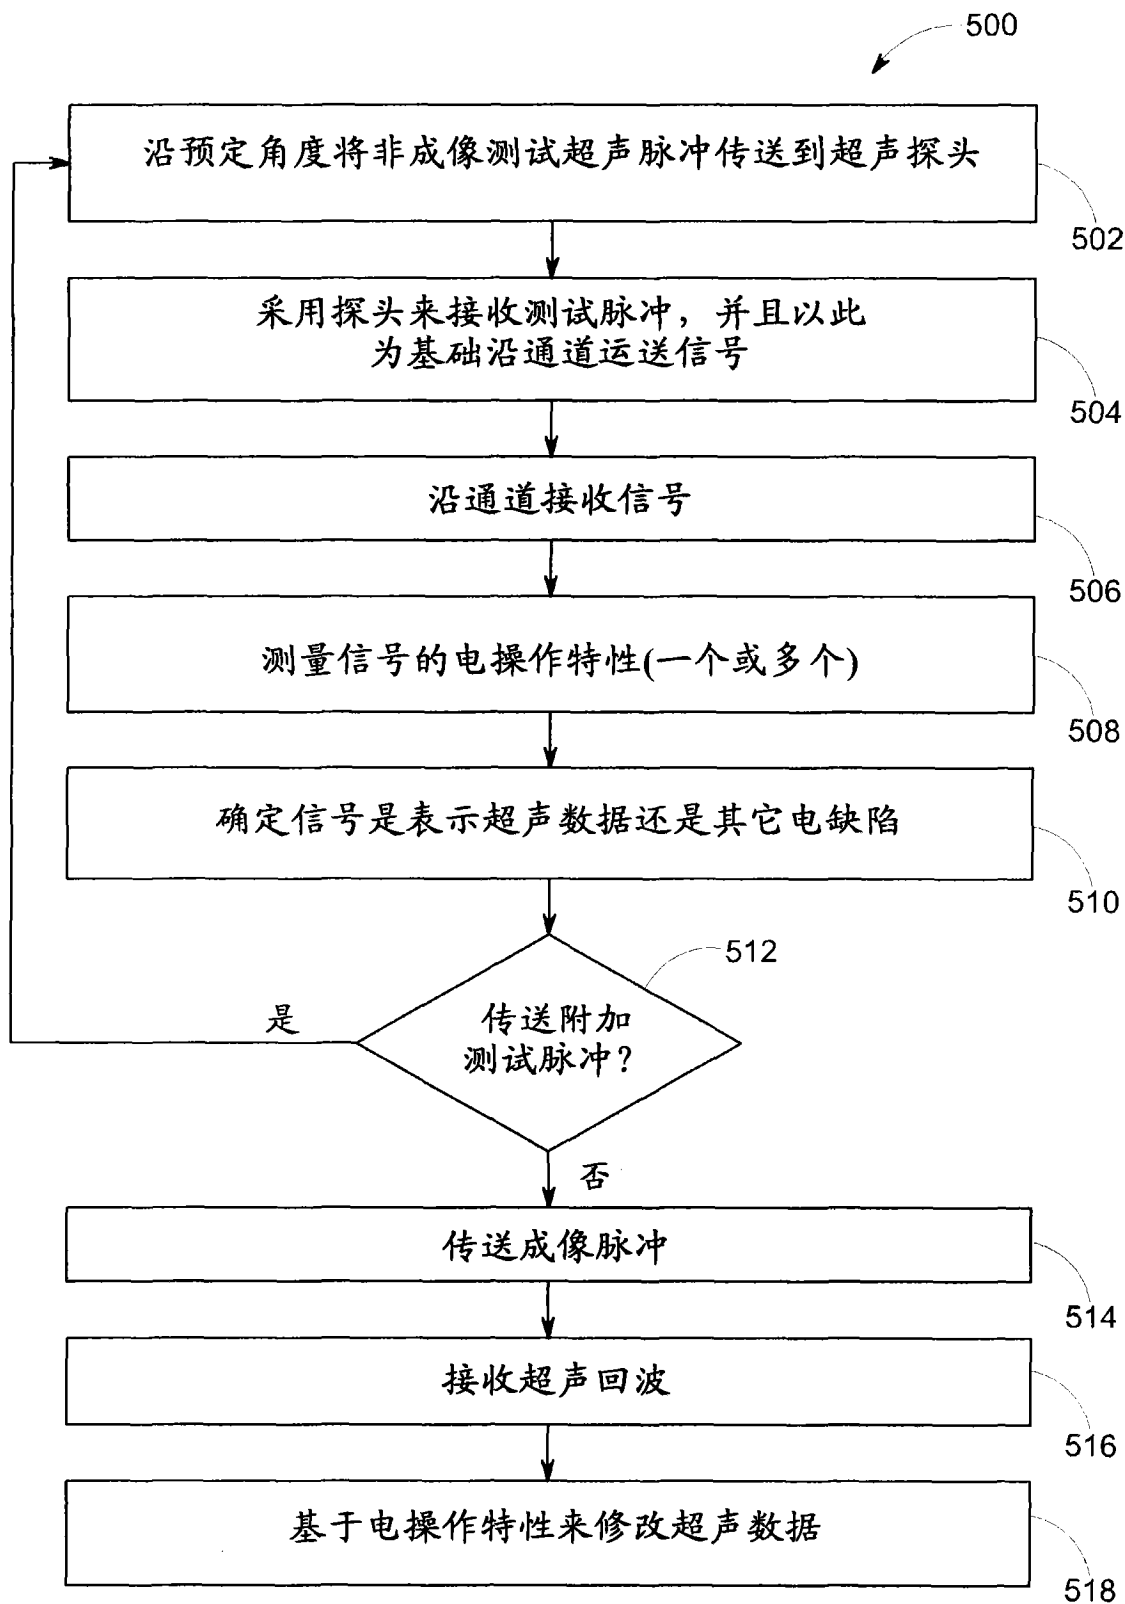 500
沿预定角度将非成像测试超声脉冲传送到超声探头
502
采用探头来接收测试脉冲，并且以此
为基础沿通道运送信号
504
沿通道接收信号
506
测量信号的电操作特性(一个或多个)
508
确定信号是表示超声数据还是其它电缺陷
510
512
传送附加
测试脉冲？
是
否
传送成像脉冲
514
接收超声回波
516
基于电操作特性来修改超声数据
518